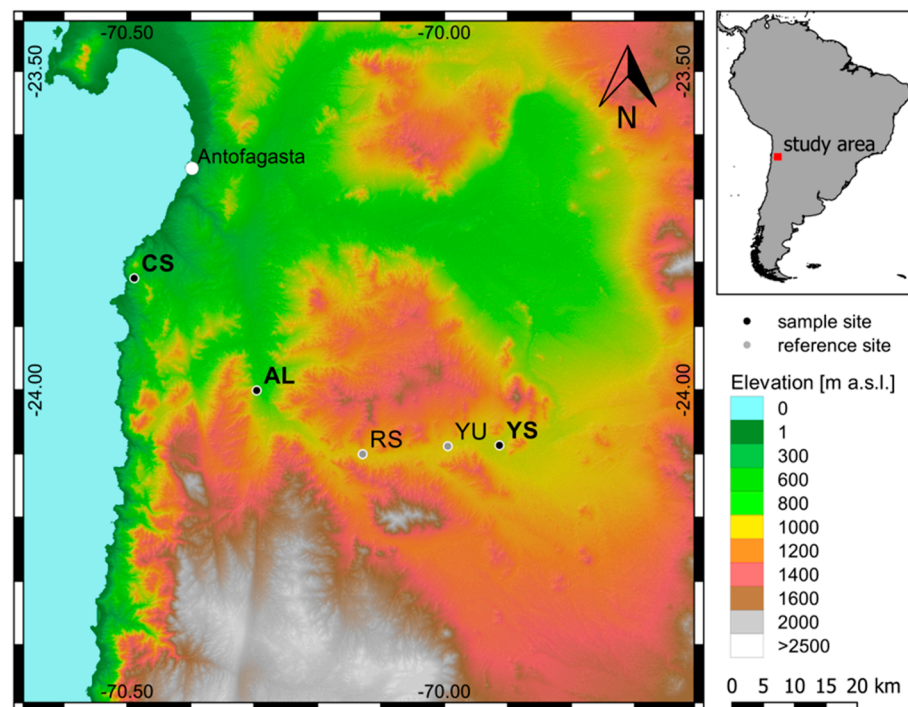 -70.50
-70.00
-23.50
-23.50
N
Antofagasta
study area
CS
sample site
reference site
-24.00
AL
-24.00
Elevation [m a.s.l.]
0
1
300
600
800
1000
1200
1400
1600
2000
>2500
RS
YU
YS
-70.50
-70.00
0 5 10 15 20 km